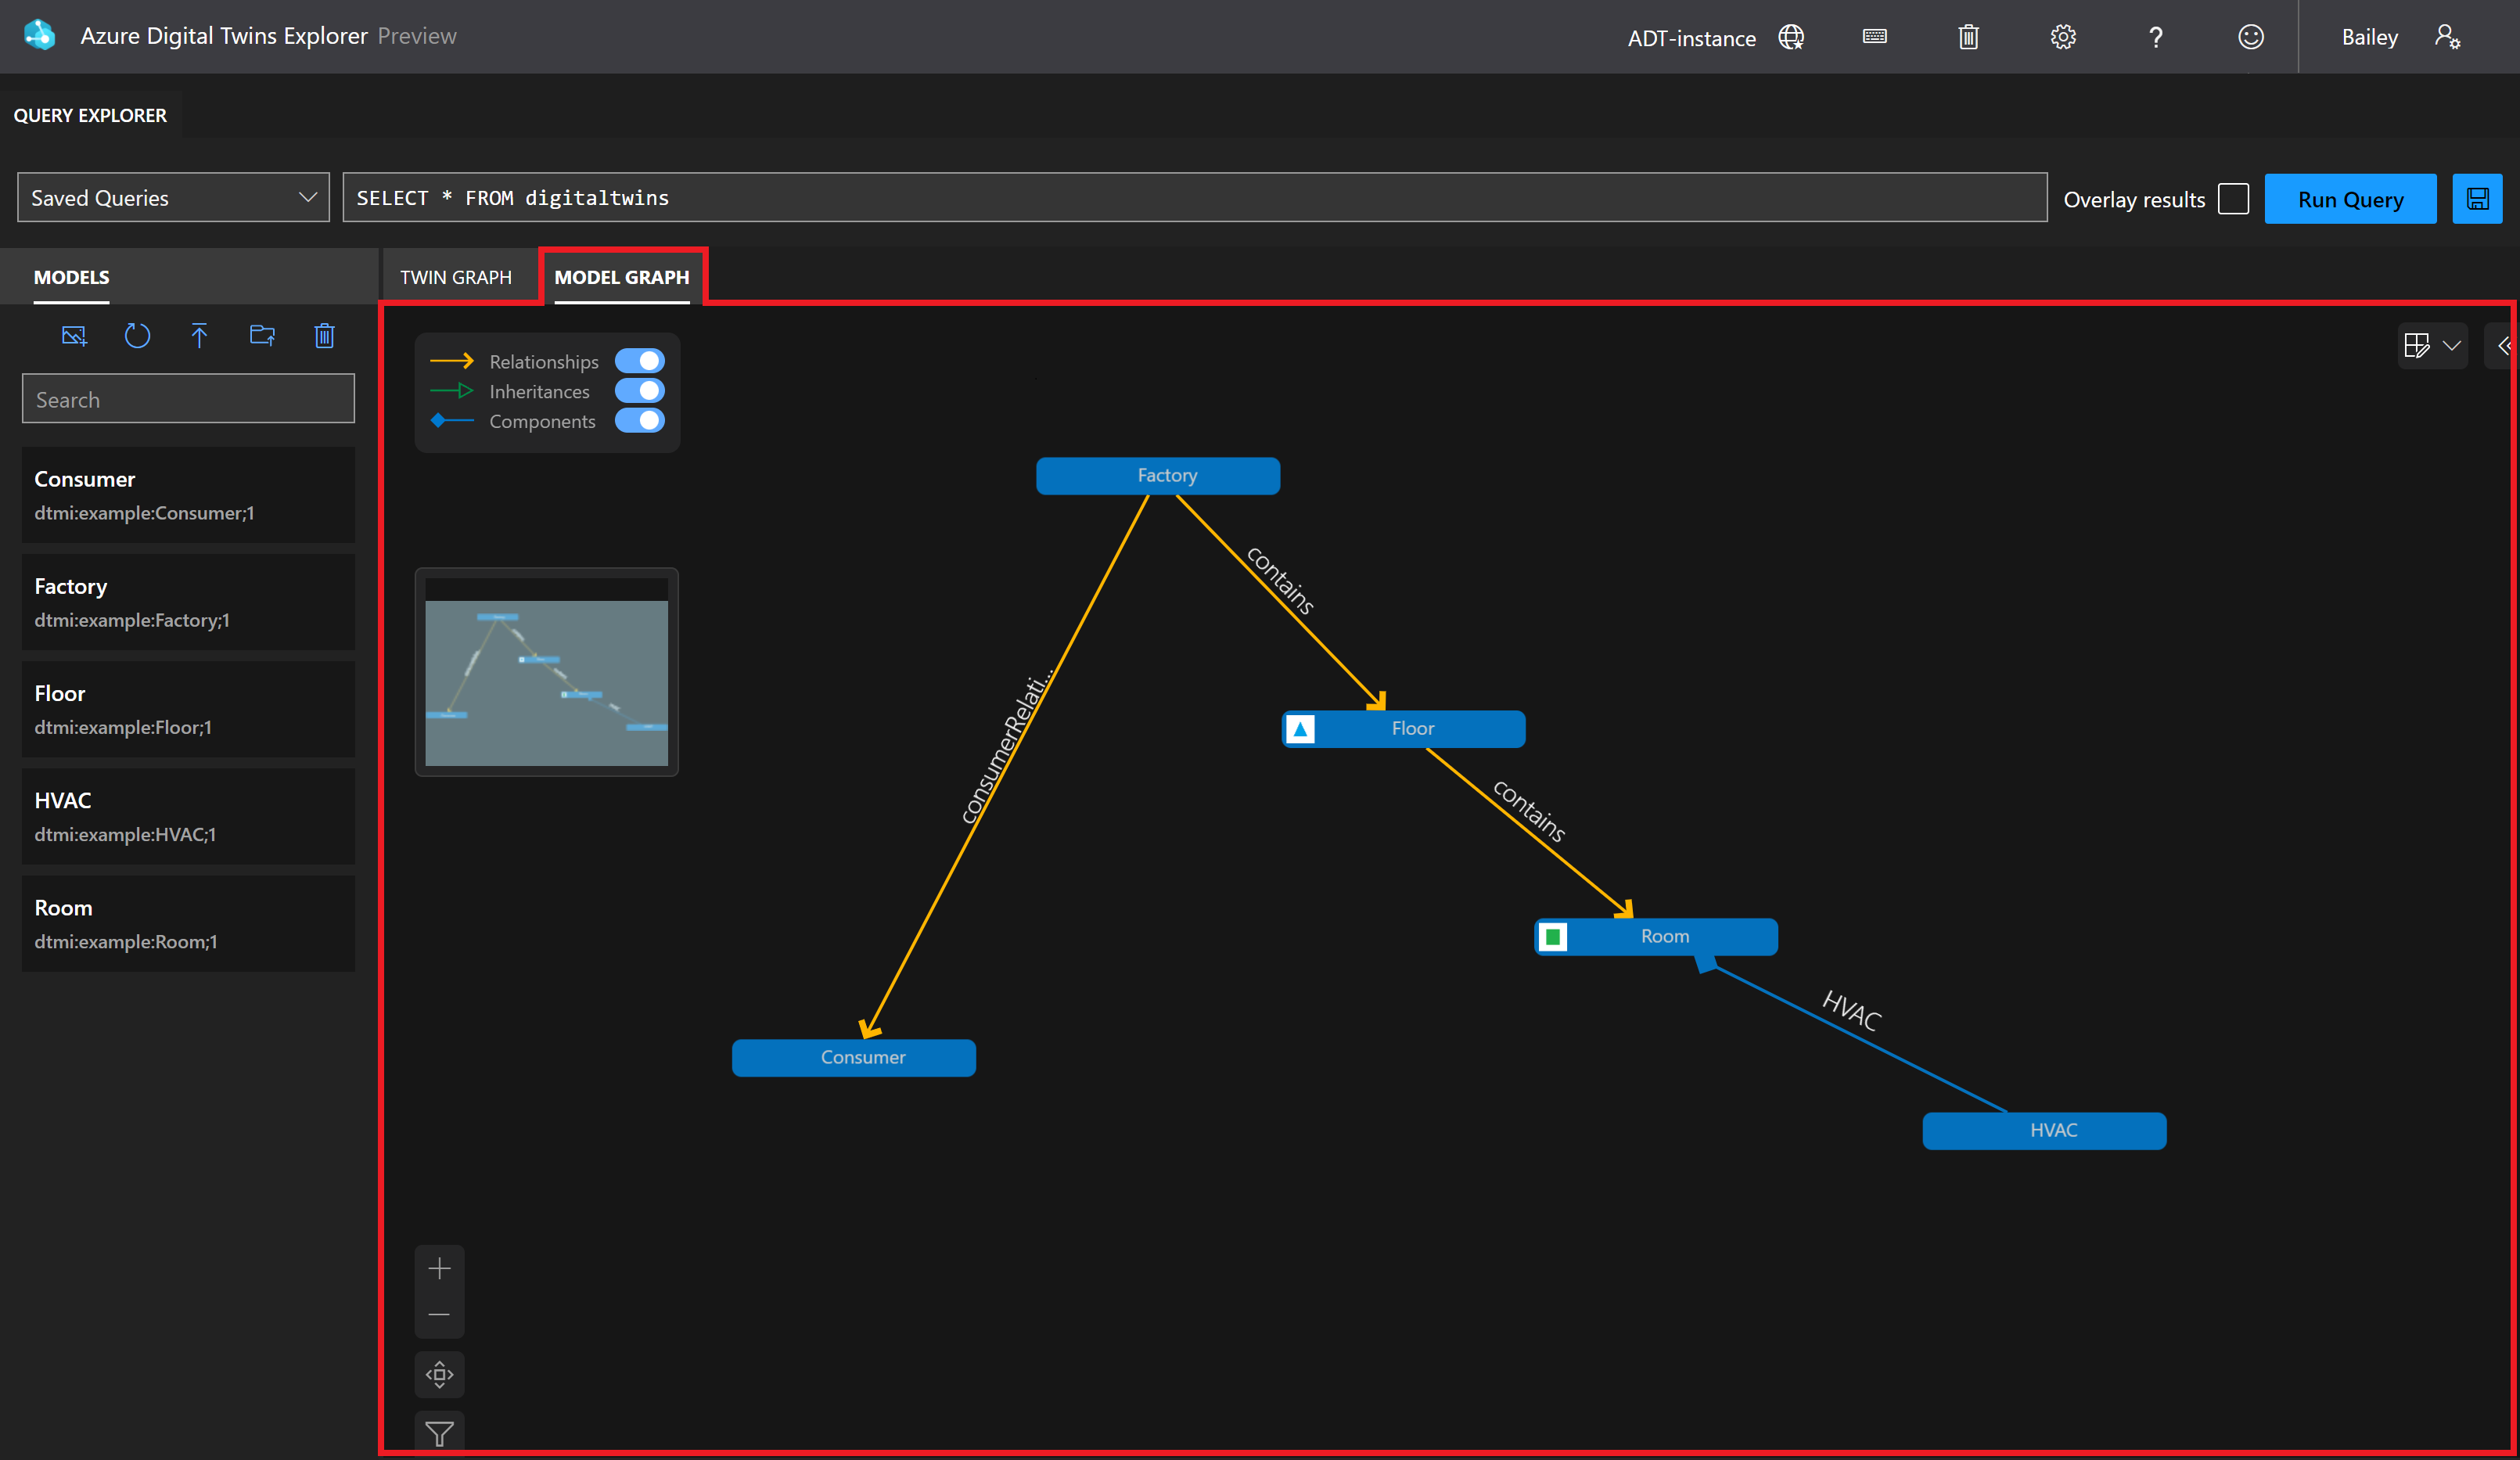 Azure Digital Twins Explorer Preview
ADT-instance
?
Bailey
QUERY EXPLORER
Saved Queries
SELECT * FROM digitaltwins
Overlay results
Run Query
MODELS
TWIN GRAPH
MODEL GRAPH
Search
Consumer
dtmi:example:Consumer;1
Factory
dtmi:example:Factory;1
Floor
dtmi:example:Floor;1
HVAC
dtmi:example:HVAC;1
Room
dtmi:example:Room;1
Relationships
Inheritances
Components
Factory
contains
consumerRelati...
Floor
contains
Room
HVAC
Consumer
HVAC